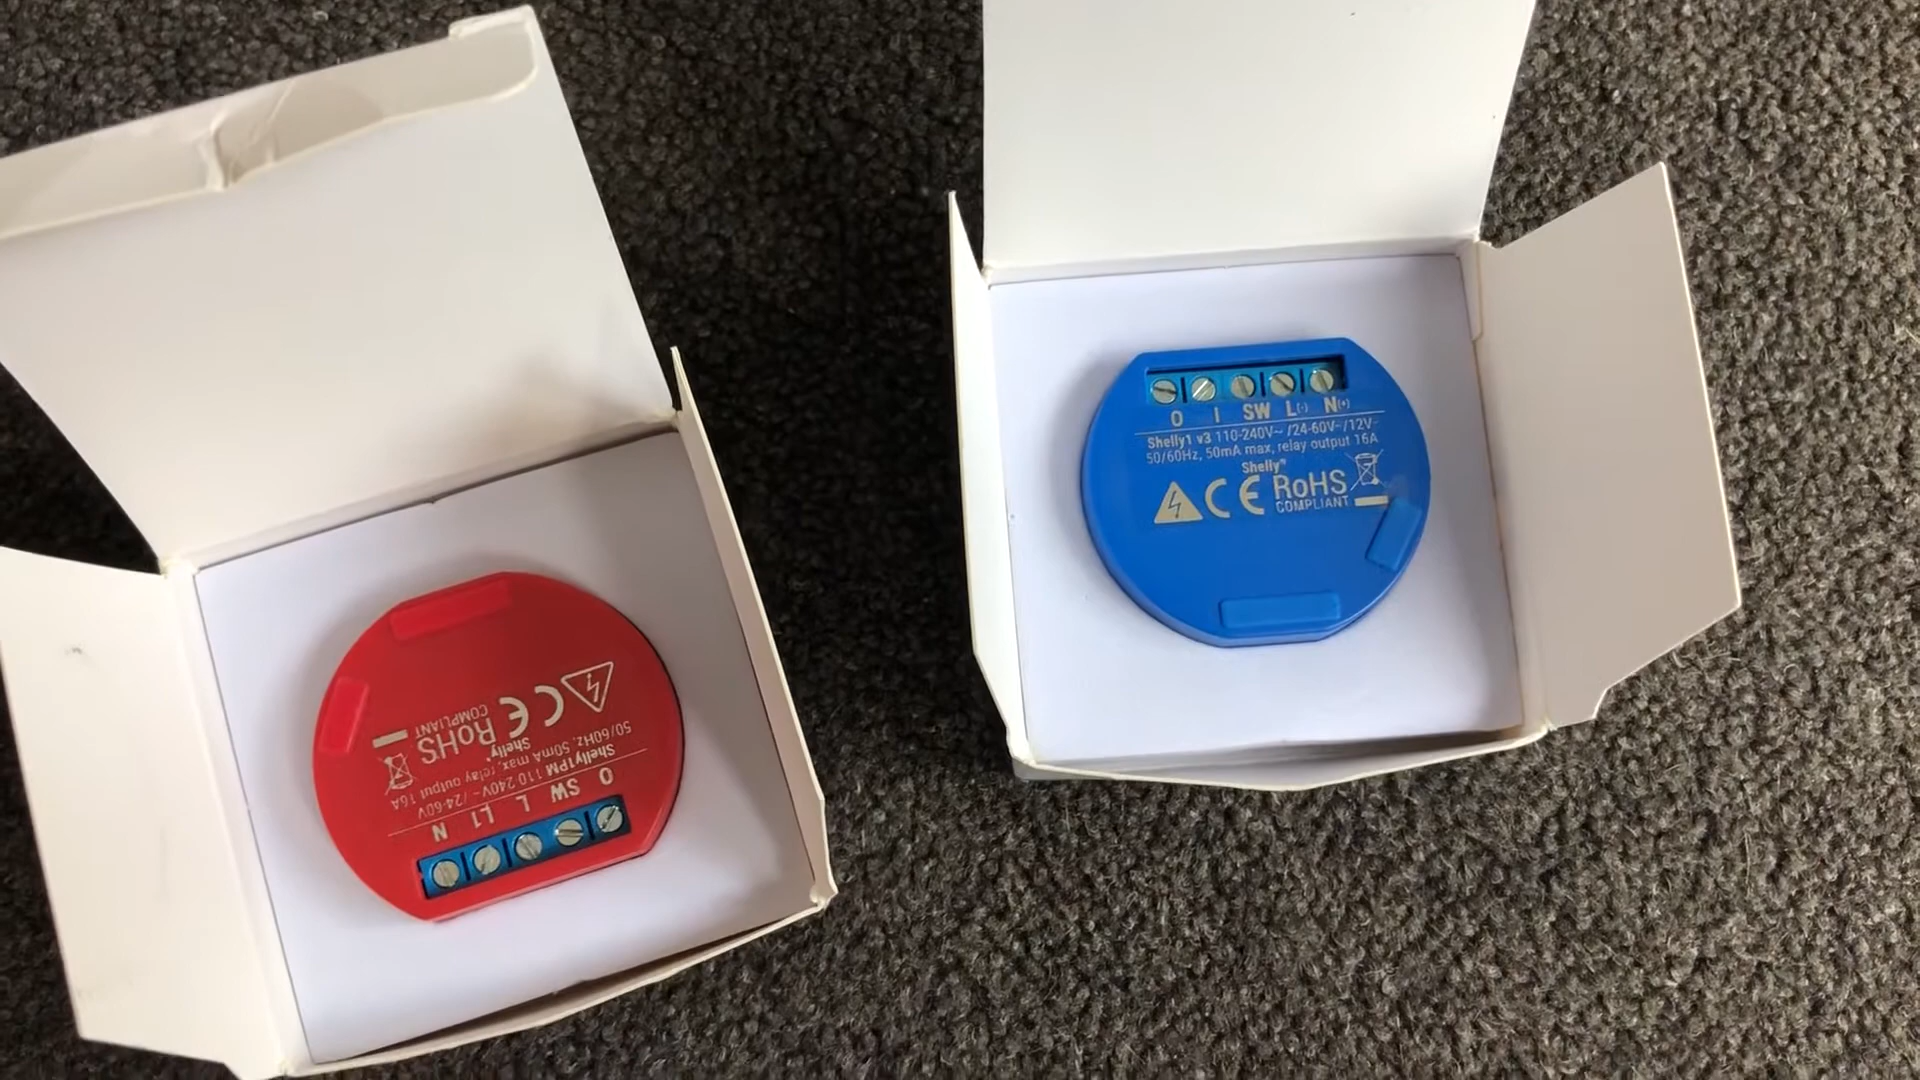 O I SW L(-) N(+)
Shelly1 v3 110-240V~ /24-60V⎓/12V⎓
50/60Hz, 50mA max, relay output 16A
Shelly®
CE RoHS
COMPLIANT
O SW L L1 N
Shelly1PM 110-240V~ / 24-60V
50/60Hz, 50mA max, relay output 16A
Shelly
CE RoHS
COMPLIANT